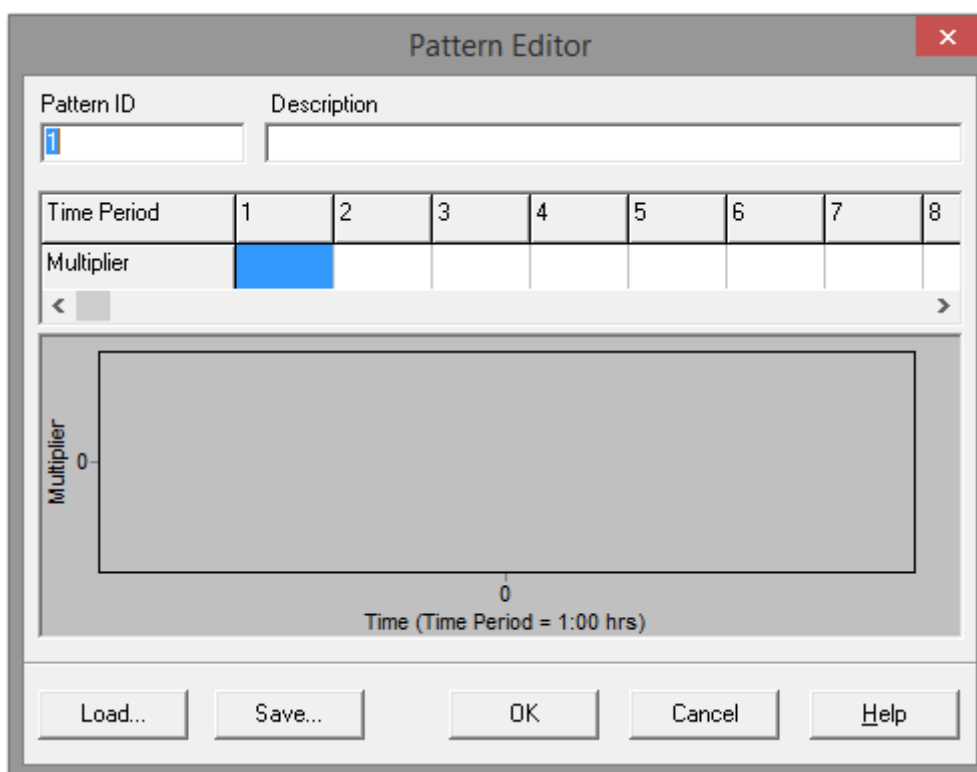 Pattern Editor
Pattern ID Description
1
Time Period 1 2 3 4 5 6 7 8
Multiplier
Multiplier
0
0
Time (Time Period = 1:00 hrs)
Load... Save... OK Cancel Help